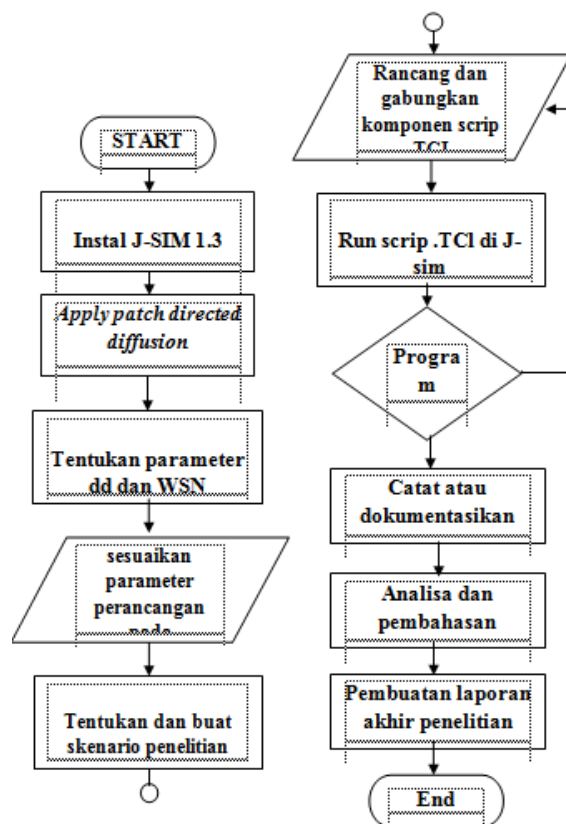 START
Instal J-SIM 1.3
Apply patch directed
diffusion
Tentukan parameter
dd dan WSN
sesuaikan
parameter
perancangan
pada
Tentukan dan buat
skenario penelitian
Rancang dan
gabungkan
komponen scrip
TCL
Run scrip .TCl di J-
sim
Progra
m
Catat atau
dokumentasikan
Analisa dan
pembahasan
Pembuatan laporan
akhir penelitian
End